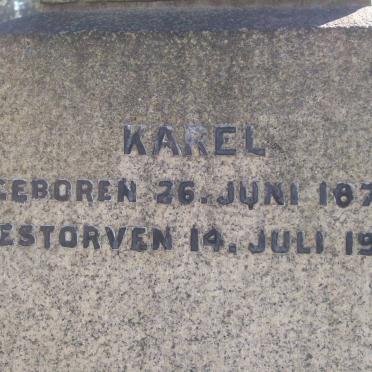 KAREL
GEBOREN 26. JUNI 187
ESTORVEN 14. JULI 19